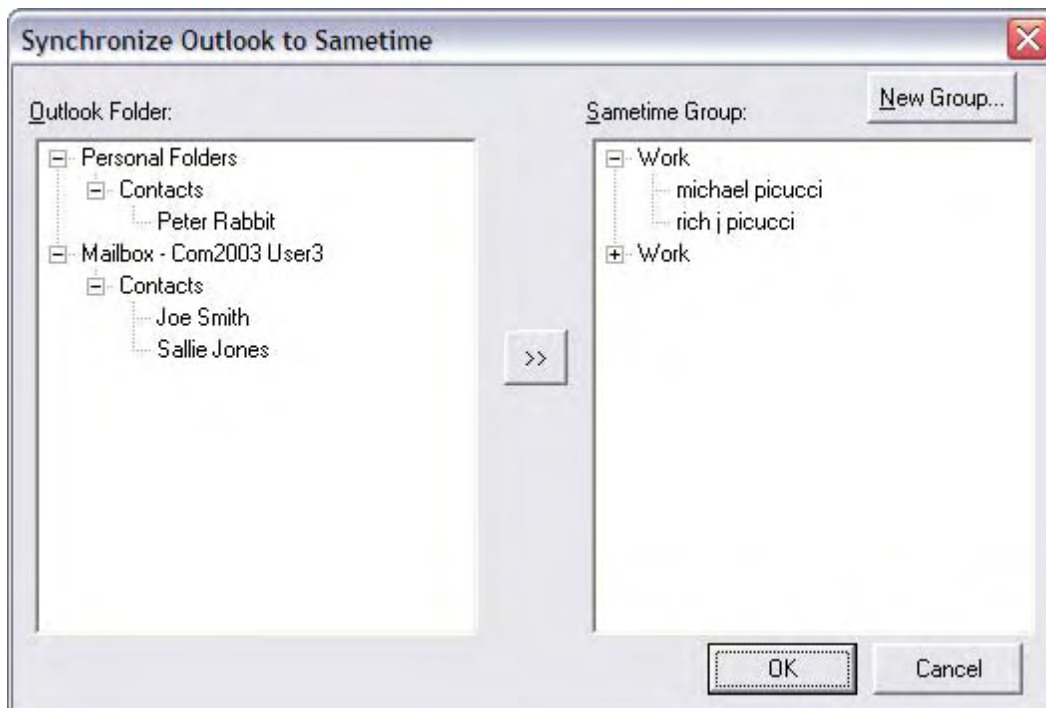 Synchronize Outlook to Sametime
Outlook Folder:
Personal Folders
Contacts
Peter Rabbit
Mailbox - Com2003 User3
Contacts
Joe Smith
Sallie Jones
>>
Sametime Group:
New Group...
Work
michael picucci
rich j picucci
Work
OK
Cancel